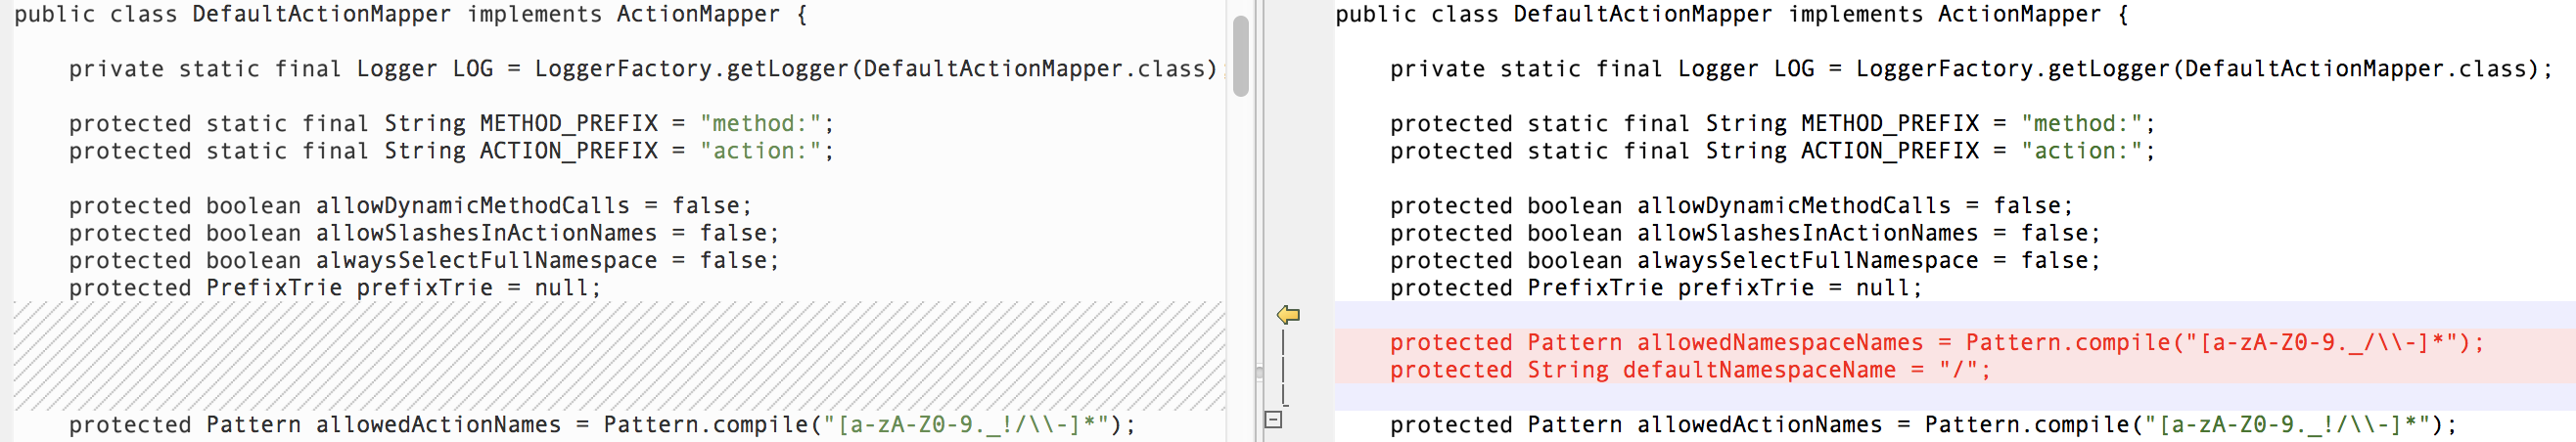 public class DefaultActionMapper implements ActionMapper {
private static final Logger LOG = LoggerFactory.getLogger(DefaultActionMapper.class)
protected static final String METHOD_PREFIX = "method:";
protected static final String ACTION_PREFIX = "action:";
protected boolean allowDynamicMethodCalls = false;
protected boolean allowSlashesInActionNames = false;
protected boolean alwaysSelectFullNamespace = false;
protected PrefixTrie prefixTrie = null;
protected Pattern allowedActionNames = Pattern.compile("[a-zA-Z0-9._!/\\-]*");
public class DefaultActionMapper implements ActionMapper {
private static final Logger LOG = LoggerFactory.getLogger(DefaultActionMapper.class);
protected static final String METHOD_PREFIX = "method:";
protected static final String ACTION_PREFIX = "action:";
protected boolean allowDynamicMethodCalls = false;
protected boolean allowSlashesInActionNames = false;
protected boolean alwaysSelectFullNamespace = false;
protected PrefixTrie prefixTrie = null;
protected Pattern allowedNamespaceNames = Pattern.compile("[a-zA-Z0-9._/\\-]*");
protected String defaultNamespaceName = "/";
protected Pattern allowedActionNames = Pattern.compile("[a-zA-Z0-9._!/\\-]*");